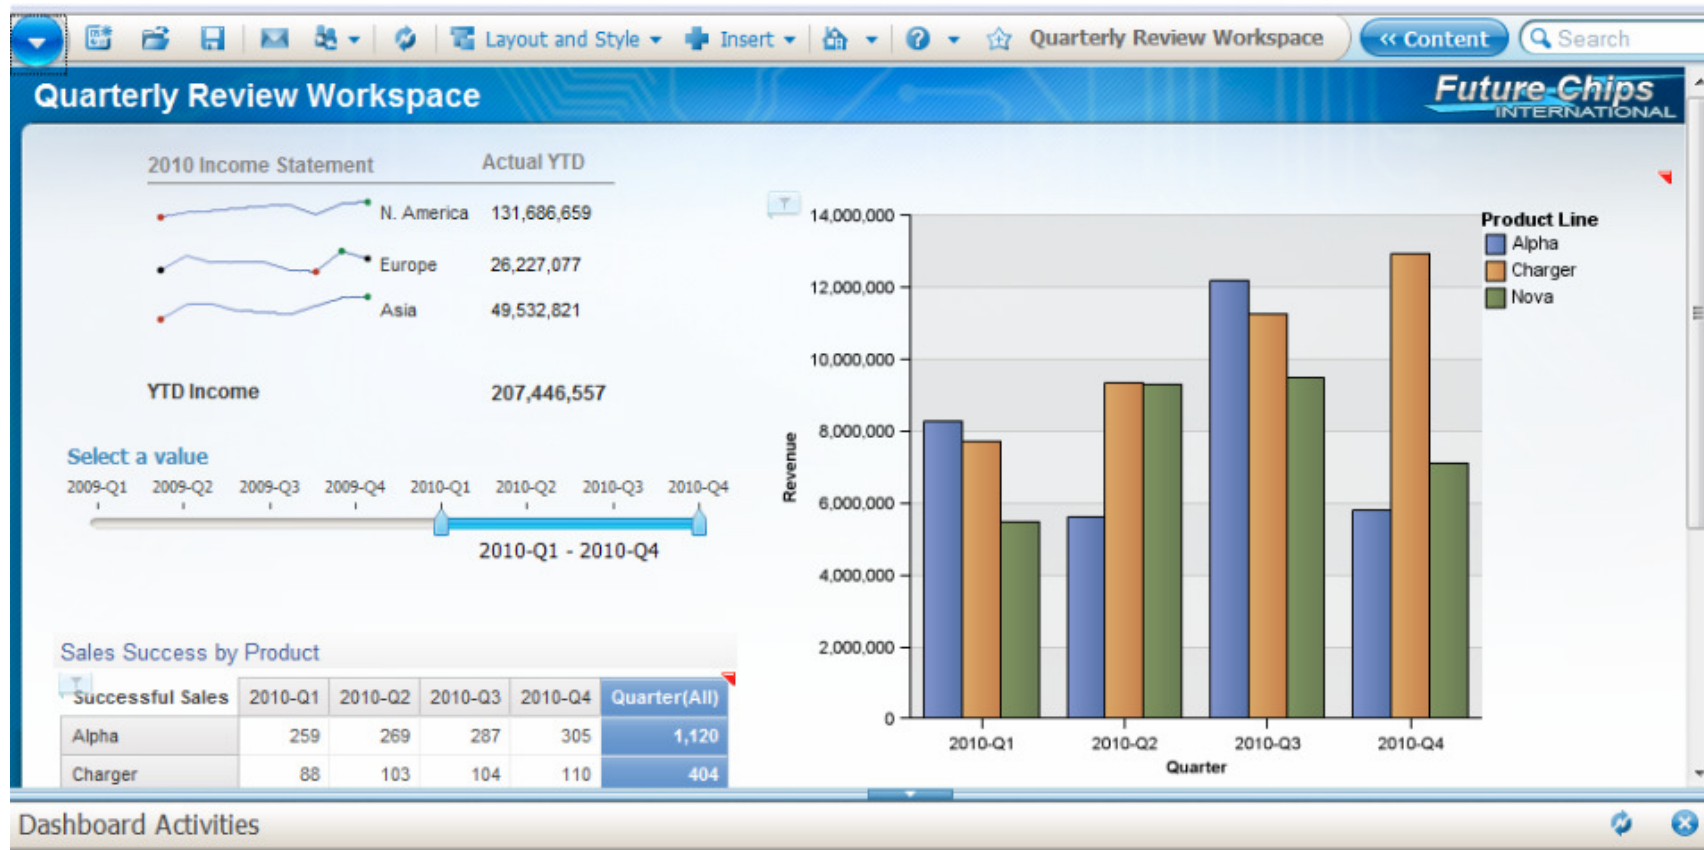 Layout and Style Insert Quarterly Review Workspace << Content Search
Quarterly Review Workspace
Future Chips
INTERNATIONAL
2010 Income Statement Actual YTD
N. America 131,686,659
Europe 26,227,077
Asia 49,532,821
YTD Income 207,446,557
Select a value
2009-Q1 2009-Q2 2009-Q3 2009-Q4 2010-Q1 2010-Q2 2010-Q3 2010-Q4
2010-Q1 - 2010-Q4
Sales Success by Product
Successful Sales 2010-Q1 2010-Q2 2010-Q3 2010-Q4 Quarter(All)
Alpha 259 269 287 305 1,120
Charger 88 103 104 110 404
Revenue
14,000,000
12,000,000
10,000,000
8,000,000
6,000,000
4,000,000
2,000,000
0
2010-Q1 2010-Q2 2010-Q3 2010-Q4
Quarter
Product Line
Alpha
Charger
Nova
Dashboard Activities